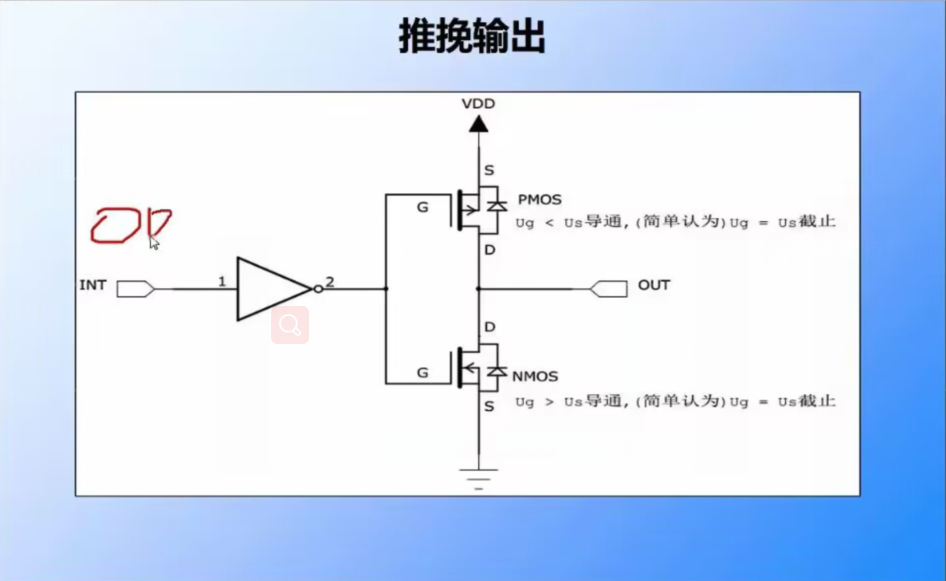 推挽输出
VDD
S
G
PMOS
Ug < Us导通,(简单认为)Ug = Us截止
D
INT
1
2
OUT
D
G
NMOS
Ug > Us导通,(简单认为)Ug = Us截止
S